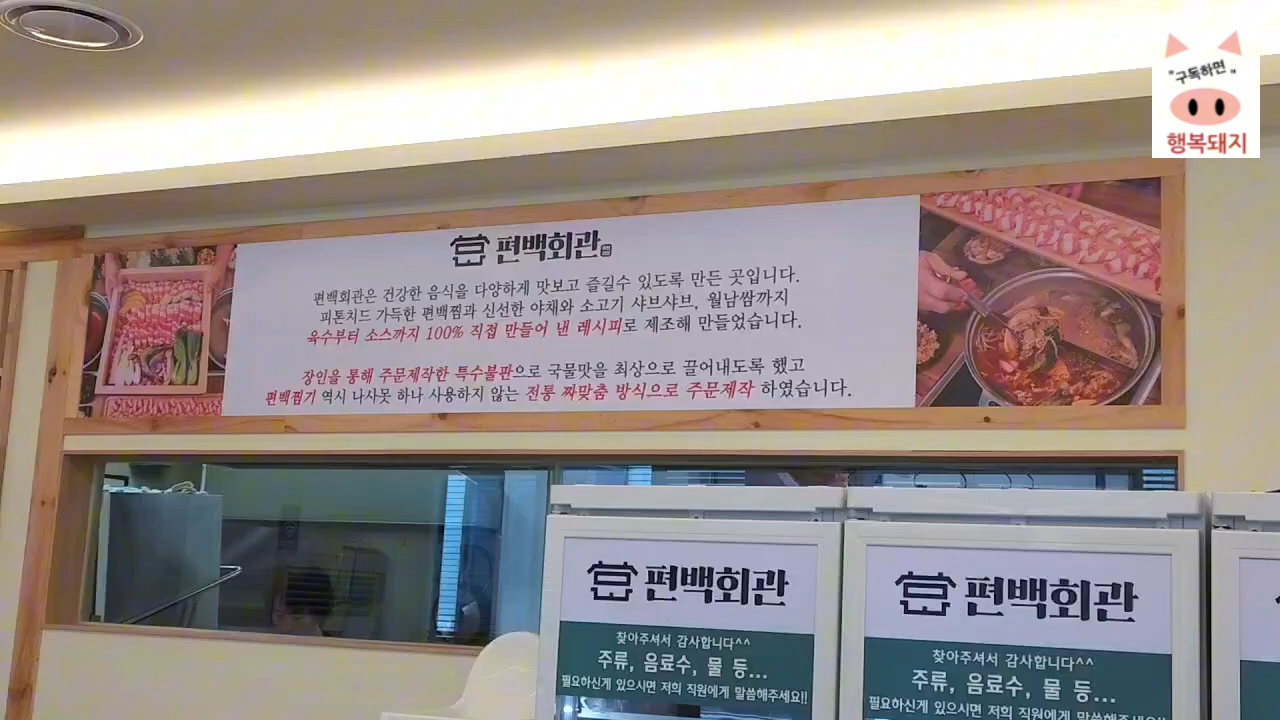 "구독하면"
행복돼지
편백회관
편백회관은 건강한 음식을 다양하게 맛보고 즐길수 있도록 만든 곳입니다.
피톤치드 가득한 편백찜과 신선한 야채와 소고기 샤브샤브, 월남쌈까지
육수부터 소스까지 100% 직접 만들어 낸 레시피로 제조해 만들었습니다.
장인을 통해 주문제작한 특수불판으로 국물맛을 최상으로 끌어내도록 했고
편백찜기 역시 나사못 하나 사용하지 않는 전통 짜맞춤 방식으로 주문제작 하였습니다.
편백회관
찾아주셔서 감사합니다^^
주류, 음료수, 물 등...
필요하신게 있으시면 저희 직원에게 말씀해주세요!!
편백회관
찾아주셔서 감사합니다^^
주류, 음료수, 물 등...
필요하신게 있으시면 저희 직원에게 말씀해주세요!!